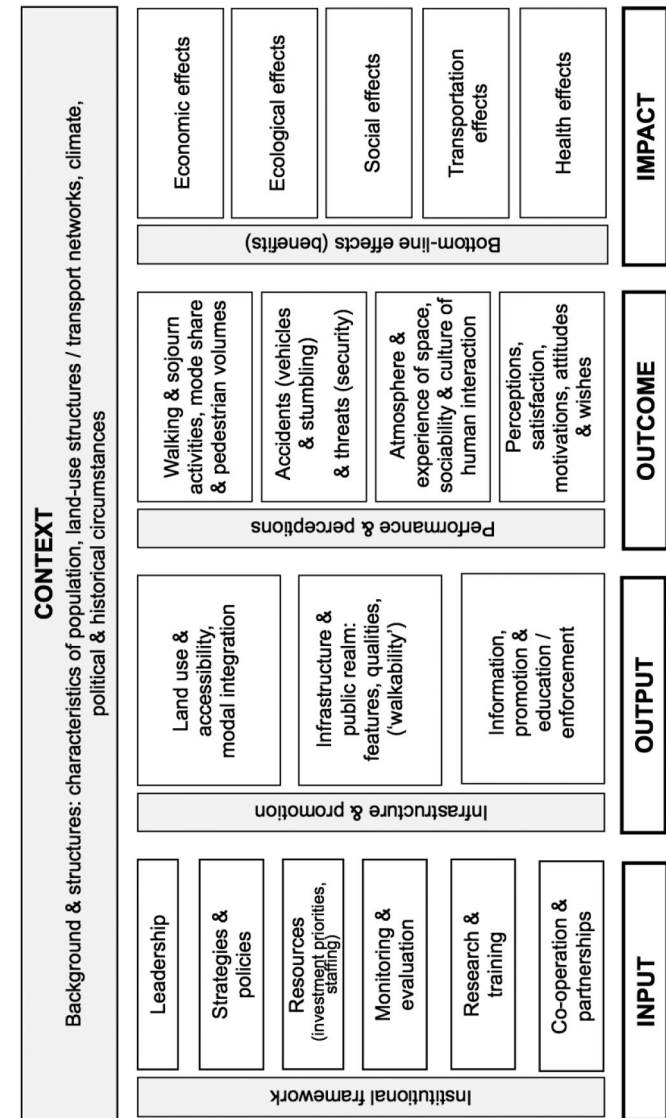 CONTEXT
Background & structures: characteristics of population, land-use structures / transport networks, climate,
political & historical circumstances
Institutional framework
Leadership
Strategies &
policies
Resources
(investment priorities,
staffing)
Monitoring &
evaluation
Research &
training
Co-operation &
partnerships
INPUT
Infrastructure & promotion
Land use &
accessibility,
modal integration
Infrastructure &
public realm:
features, qualities,
(‘walkability’)
Information,
promotion &
education /
enforcement
OUTPUT
Performance & perceptions
Walking & sojourn
activities, mode share
& pedestrian volumes
Accidents (vehicles
& stumbling)
& threats (security)
Atmosphere &
experience of space,
sociability & culture of
human interaction
Perceptions,
satisfaction,
motivations, attitudes
& wishes
OUTCOME
Bottom-line effects (benefits)
Economic effects
Ecological effects
Social effects
Transportation
effects
Health effects
IMPACT